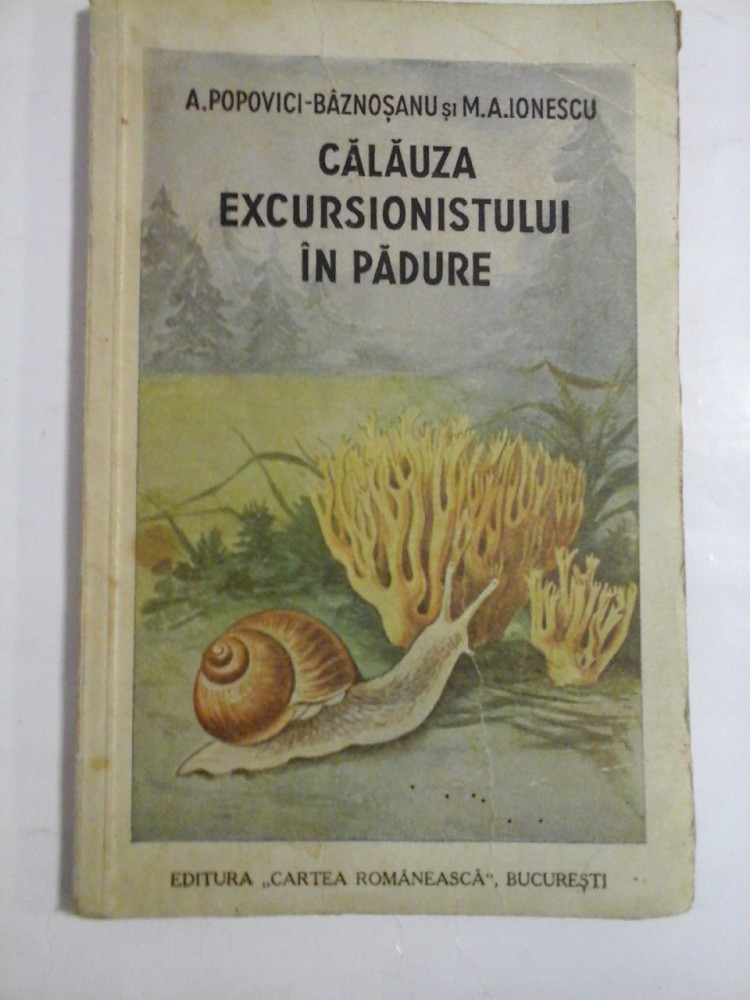 A. POPOVICI-BÂZNOȘANU și M.A. IONESCU
CĂLĂUZA
EXCURSIONISTULUI
ÎN PĂDURE
EDITURA „CARTEA ROMÂNEASCĂ“, BUCUREȘTI